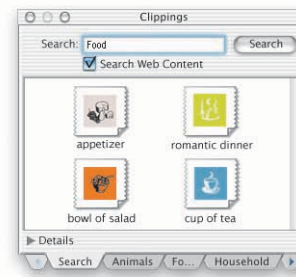 Clippings
Search: Food Search
Search Web Content
appetizer romantic dinner
bowl of salad cup of tea
Details
Search Animals Fo... Household